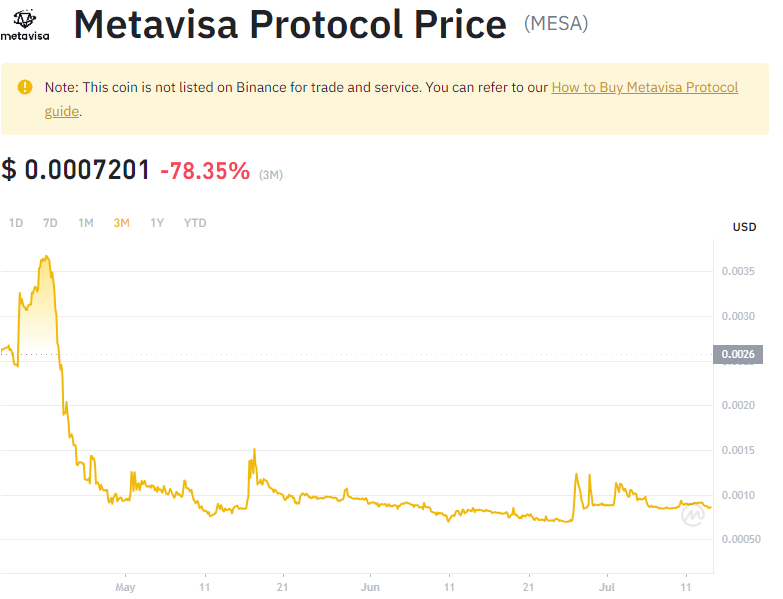 metavisa
Metavisa Protocol Price (MESA)
Note: This coin is not listed on Binance for trade and service. You can refer to our How to Buy Metavisa Protocol
guide.
$ 0.0007201 -78.35% (3M)
1D 7D 1M 3M 1Y YTD
USD
0.0035
0.0030
0.0026
0.0020
0.0015
0.0010
0.00050
May 11 21 Jun 11 21 Jul 11